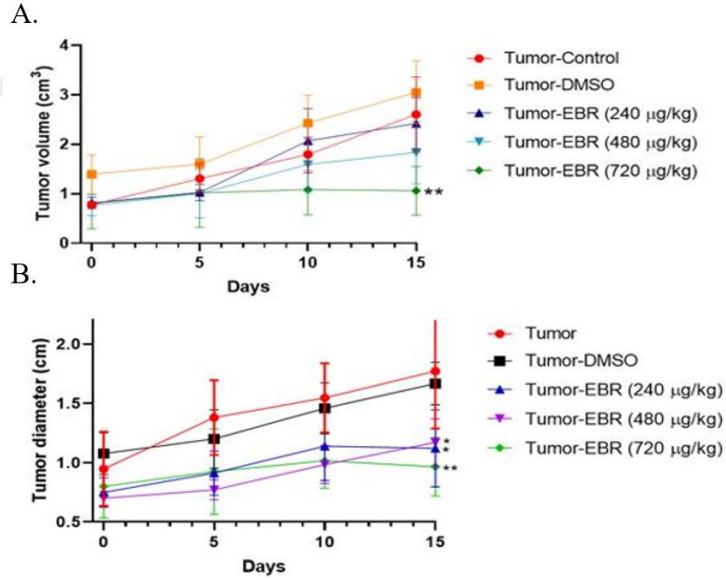 A.
4
3
2
1
0
Tumor volume (cm³)
0 5 10 15
Days
Tumor-Control
Tumor-DMSO
Tumor-EBR (240 µg/kg)
Tumor-EBR (480 µg/kg)
Tumor-EBR (720 µg/kg)
**
B.
2.0
1.5
1.0
0.5
Tumor diameter (cm)
0 5 10 15
Days
Tumor
Tumor-DMSO
Tumor-EBR (240 µg/kg)
Tumor-EBR (480 µg/kg)
Tumor-EBR (720 µg/kg)
*
*
**